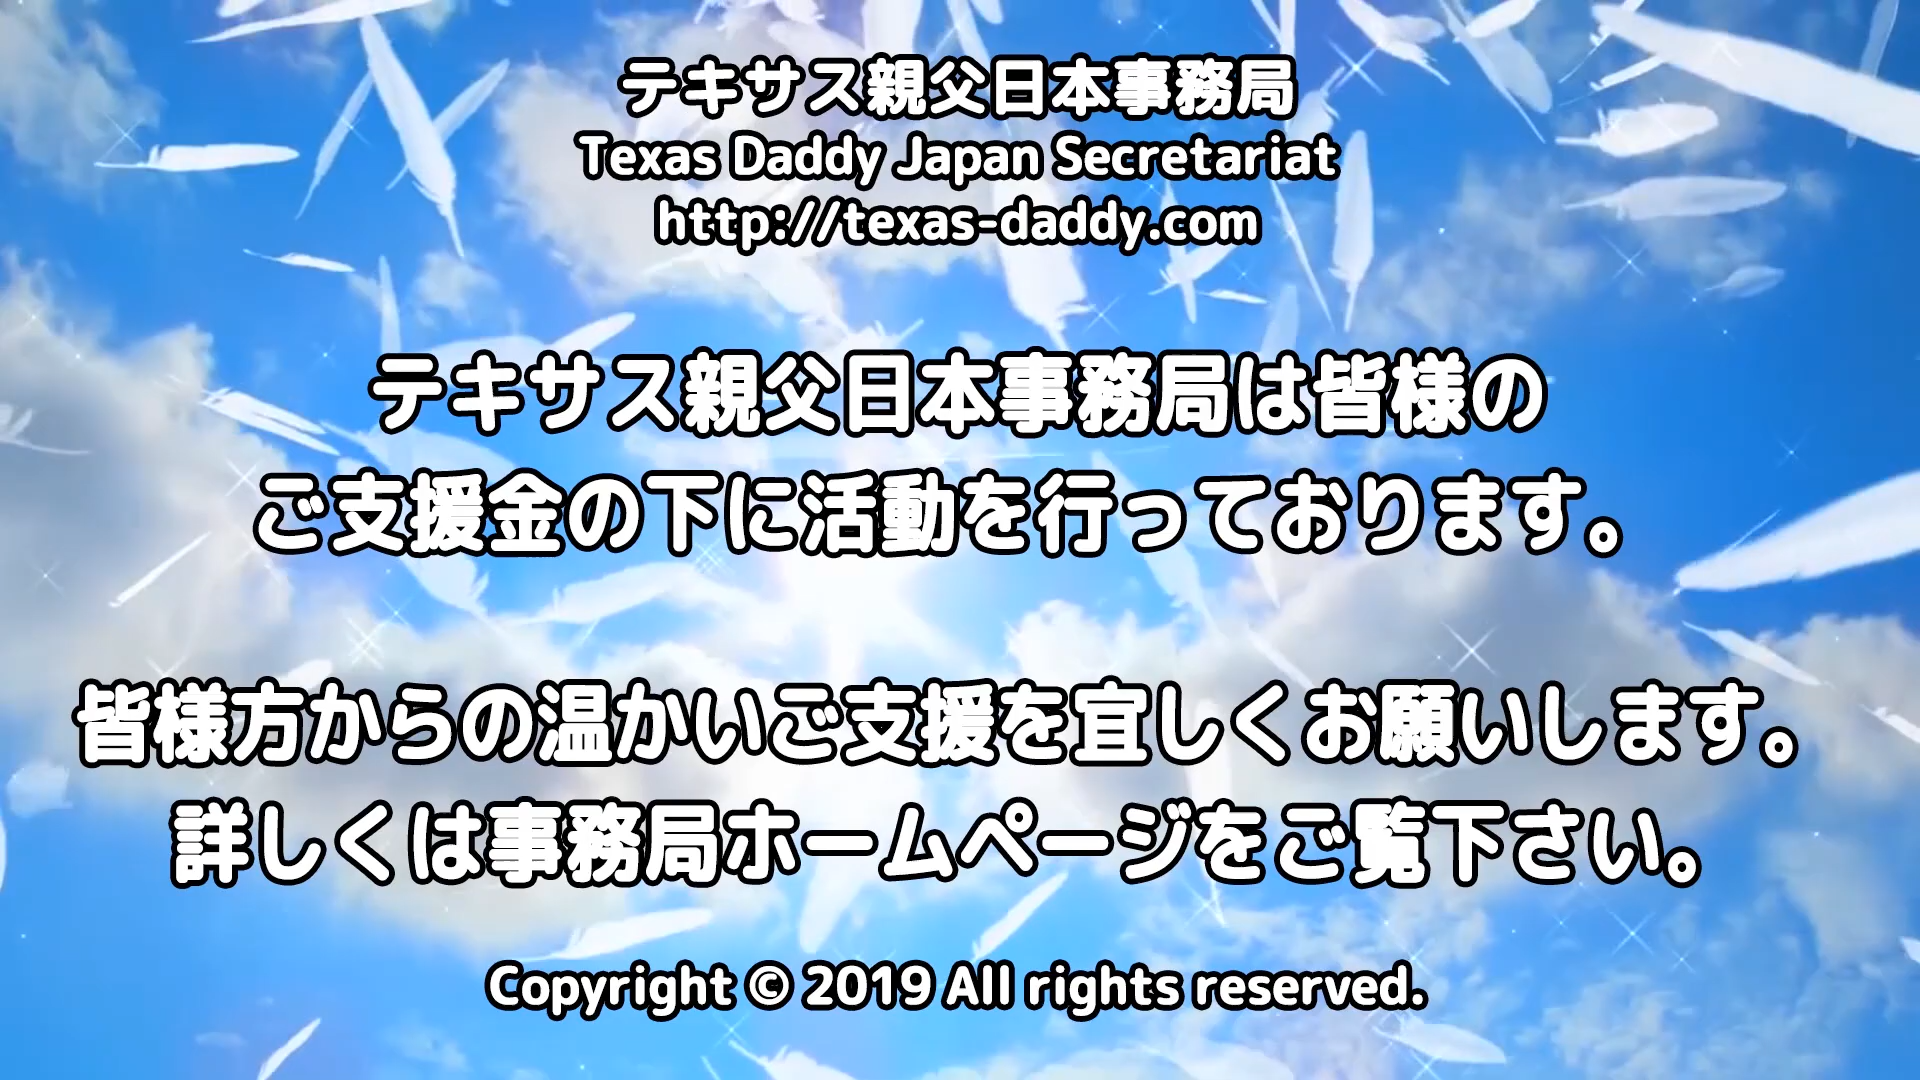 テキサス親父日本事務局
Texas Daddy Japan Secretariat
http://texas-daddy.com
テキサス親父日本事務局は皆様の
ご支援金の下に活動を行っております。
皆様方からの温かいご支援を宜しくお願いします。
詳しくは事務局ホームページをご覧下さい。
Copyright © 2019 All rights reserved.